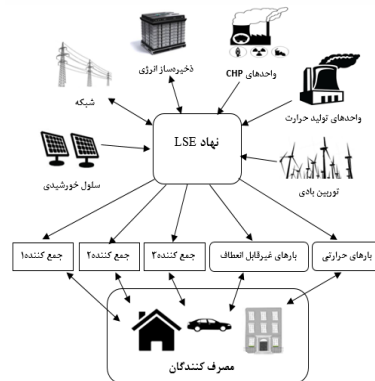 ذخیره‌ساز انرژی
واحدهای CHP
شبکه
واحدهای تولید حرارت
نهاد LSE
سلول خورشیدی
توربین بادی
جمع کننده۱
جمع کننده۲
جمع کننده۳
بارهای غیرقابل انعطاف
بارهای حرارتی
مصرف کنندگان